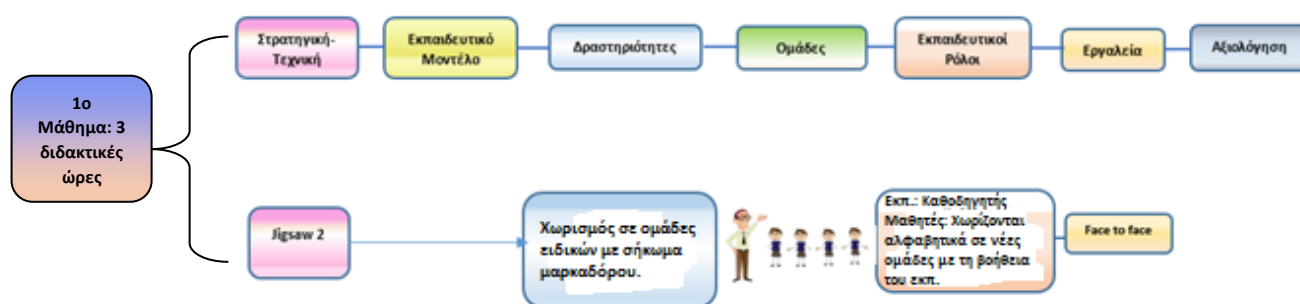 1ο
Μάθημα: 3
διδακτικές
ώρες
Στρατηγική-
Τεχνική
Εκπαιδευτικό
Μοντέλο
Δραστηριότητες
Ομάδες
Εκπαιδευτικοί
Ρόλοι
Εργαλεία
Αξιολόγηση
Jigsaw 2
Χωρισμός σε ομάδες
ειδικών με σήκωμα
μαρκαδόρου.
Εκπ.: Καθοδηγητής
Μαθητές: Χωρίζονται
αλφαβητικά σε νέες
ομάδες με τη βοήθεια
του εκπ.
Face to face